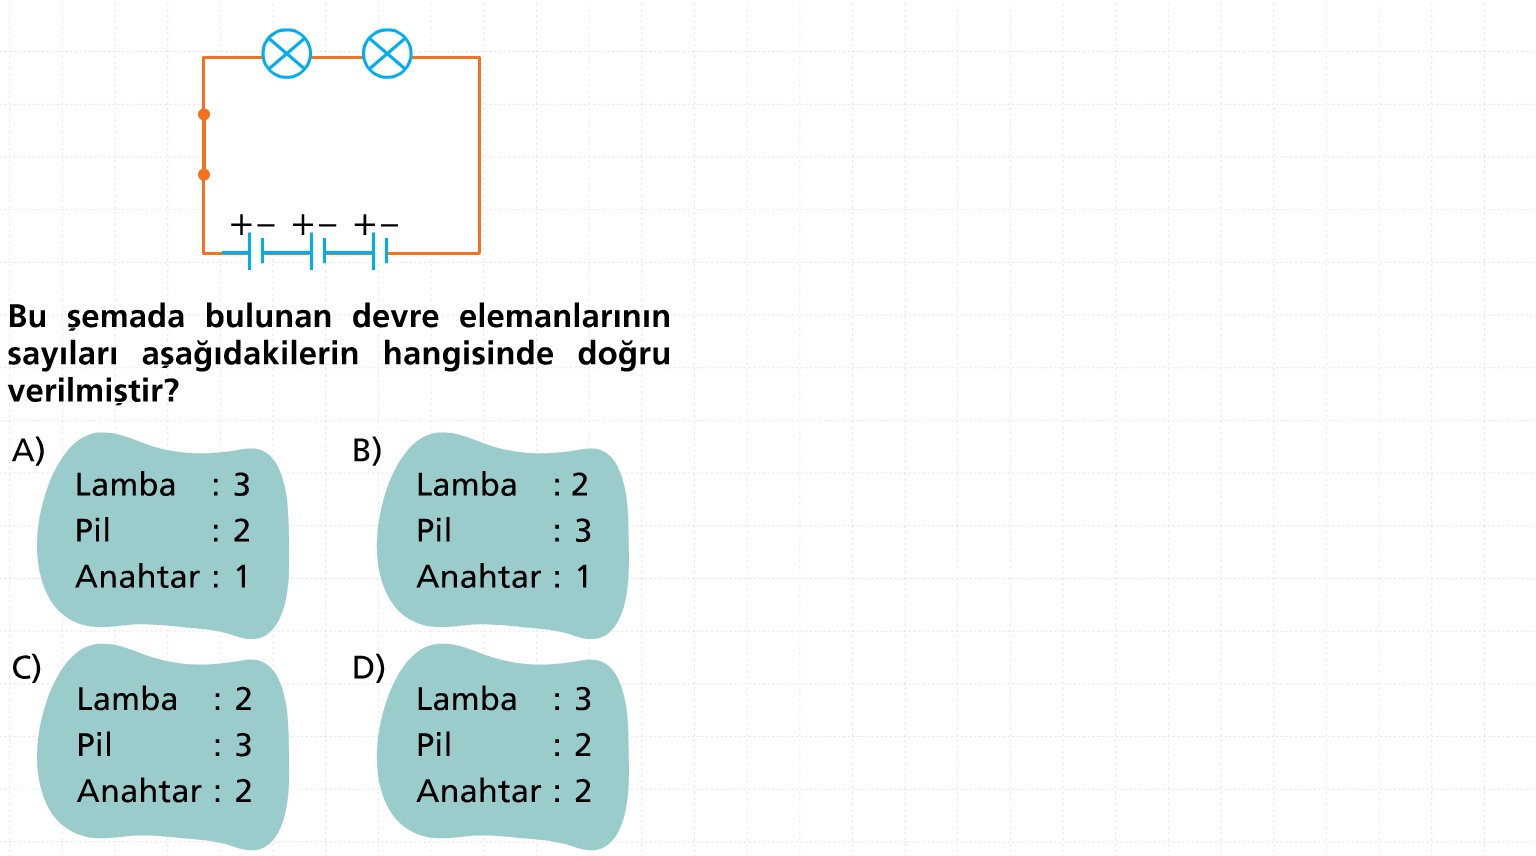 +− +− +−
Bu şemada bulunan devre elemanlarının
sayıları aşağıdakilerin hangisinde doğru
verilmiştir?
A)
Lamba : 3
Pil : 2
Anahtar : 1
B)
Lamba : 2
Pil : 3
Anahtar : 1
C)
Lamba : 2
Pil : 3
Anahtar : 2
D)
Lamba : 3
Pil : 2
Anahtar : 2